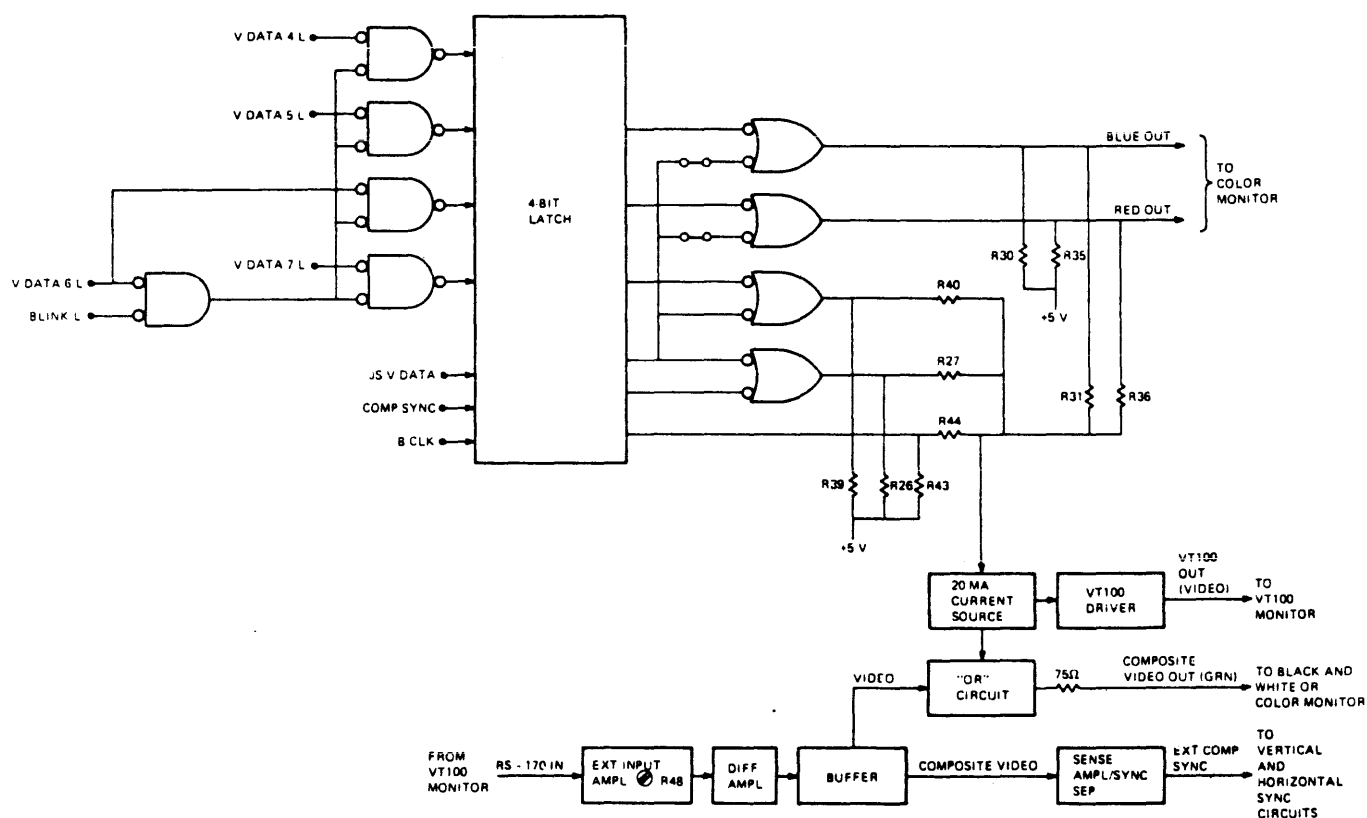 V DATA 4 L
V DATA 5 L
V DATA 6 L
V DATA 7 L
BLINK L
JS V DATA
COMP SYNC
B CLK
4-BIT
LATCH
BLUE OUT
RED OUT
TO
COLOR
MONITOR
R30
R35
+5 V
R40
R27
R44
R31
R36
R39
R26
R43
+5 V
20 MA
CURRENT
SOURCE
VT100
DRIVER
VT100
OUT
(VIDEO)
TO
VT100
MONITOR
VIDEO
"OR"
CIRCUIT
75Ω
COMPOSITE
VIDEO OUT (GRN)
TO BLACK AND
WHITE OR
COLOR MONITOR
FROM
VT100
MONITOR
RS - 170 IN
EXT INPUT
AMPL R48
DIFF
AMPL
BUFFER
COMPOSITE VIDEO
SENSE
AMPL/SYNC
SEP
EXT COMP
SYNC
TO
VERTICAL
AND
HORIZONTAL
SYNC
CIRCUITS